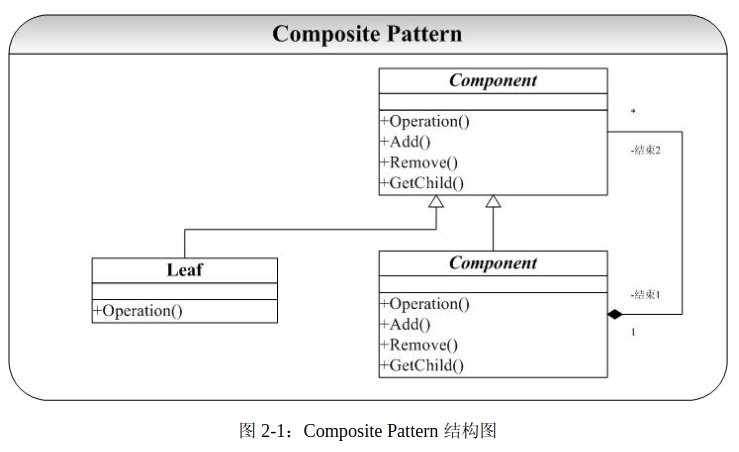 Composite Pattern
Component
+Operation()
+Add()
+Remove()
+GetChild()
*
-结束2
Leaf
+Operation()
Component
+Operation()
+Add()
+Remove()
+GetChild()
-结束1
1
图 2-1：Composite Pattern 结构图